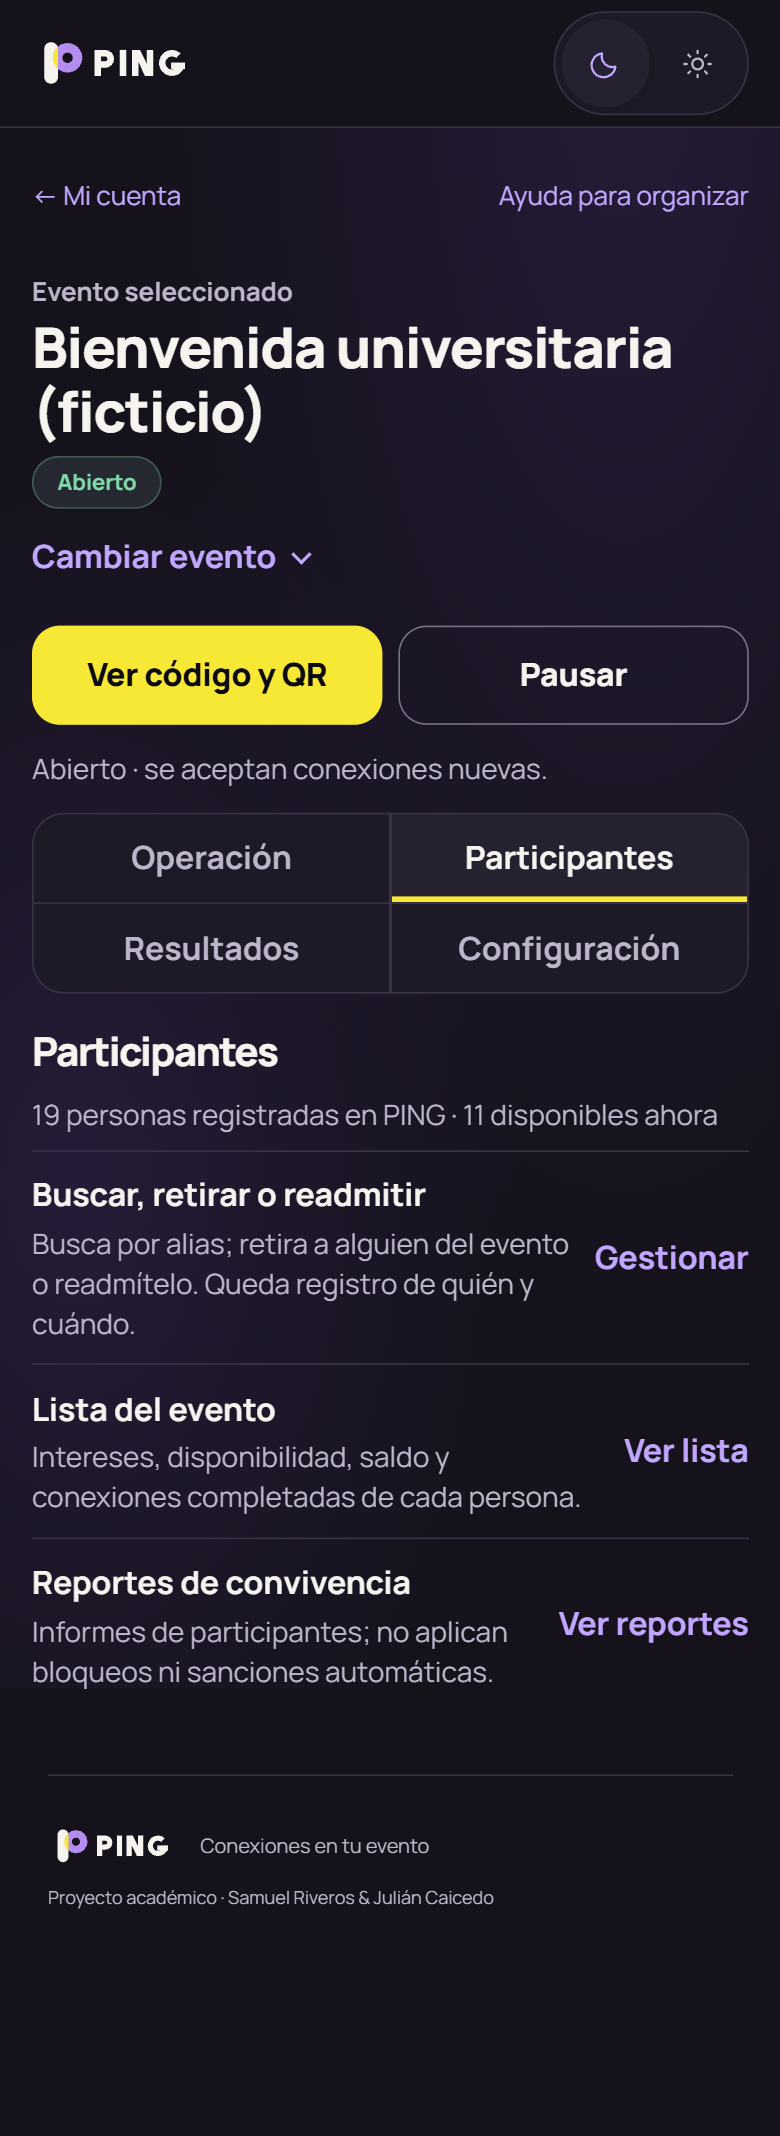 PING
← Mi cuenta
Ayuda para organizar
Evento seleccionado
Bienvenida universitaria
(ficticio)
Abierto
Cambiar evento
Ver código y QR
Pausar
Abierto · se aceptan conexiones nuevas.
Operación
Participantes
Resultados
Configuración
Participantes
19 personas registradas en PING · 11 disponibles ahora
Buscar, retirar o readmitir
Busca por alias; retira a alguien del evento
o readmítelo. Queda registro de quién y
cuándo.
Gestionar
Lista del evento
Intereses, disponibilidad, saldo y
conexiones completadas de cada persona.
Ver lista
Reportes de convivencia
Informes de participantes; no aplican
bloqueos ni sanciones automáticas.
Ver reportes
PING
Conexiones en tu evento
Proyecto académico · Samuel Riveros & Julián Caicedo